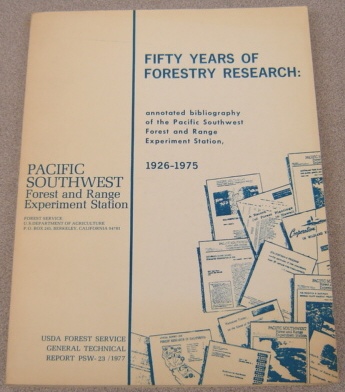 FIFTY YEARS OF
FORESTRY RESEARCH:
annotated bibliography
of the Pacific Southwest
Forest and Range
Experiment Station,
1926-1975
PACIFIC
SOUTHWEST
Forest and Range
Experiment Station
FOREST SERVICE
U.S. DEPARTMENT OF AGRICULTURE
P. O. BOX 245, BERKELEY, CALIFORNIA 94701
USDA FOREST SERVICE
GENERAL TECHNICAL
REPORT PSW-23 / 1977